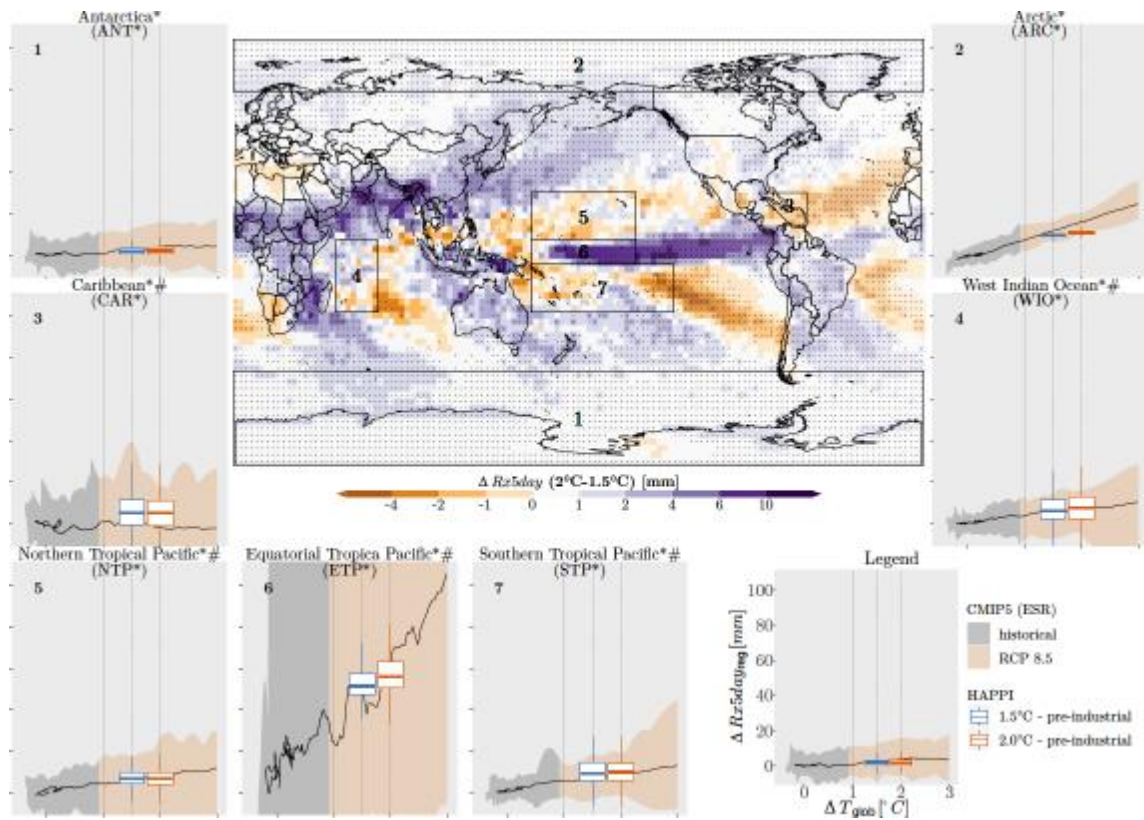 Antarctica*
(ANT*)
1
Arctic*
(ARC*)
2
2
3
5
6
4
7
1
Caribbean*#
(CAR*)
3
West Indian Ocean*#
(WIO*)
4
Δ Rx5day (2°C-1.5°C) [mm]
-4 -2 -1 0 1 2 4 6 10
Northern Tropical Pacific*#
(NTP*)
5
Equatorial Tropica Pacific*#
(ETP*)
6
Southern Tropical Pacific*#
(STP*)
7
Legend
Δ Rx5day_reg [mm]
100
80
60
40
20
0
0 1 2 3
Δ T_glob [°C]
CMIP5 (ESR)
historical
RCP 8.5
HAPPI
1.5°C - pre-industrial
2.0°C - pre-industrial